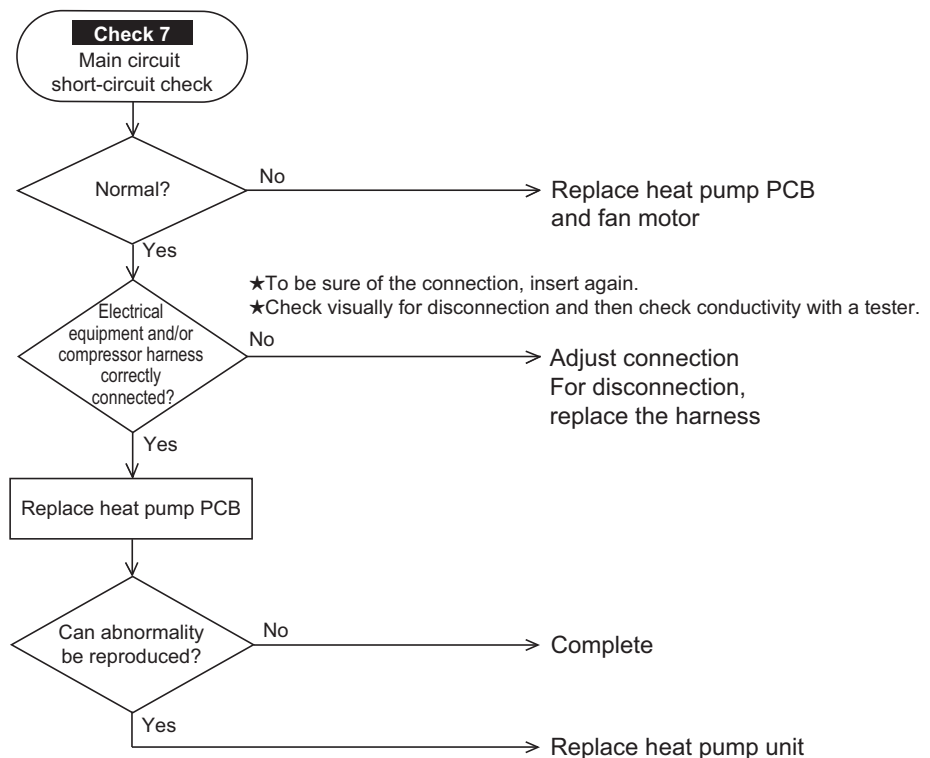 Check 7
Main circuit
short-circuit check
Normal?
No
Replace heat pump PCB
and fan motor
Yes
★To be sure of the connection, insert again.
★Check visually for disconnection and then check conductivity with a tester.
Electrical
equipment and/or
compressor harness
correctly
connected?
No
Adjust connection
For disconnection,
replace the harness
Yes
Replace heat pump PCB
Can abnormality
be reproduced?
No
Complete
Yes
Replace heat pump unit